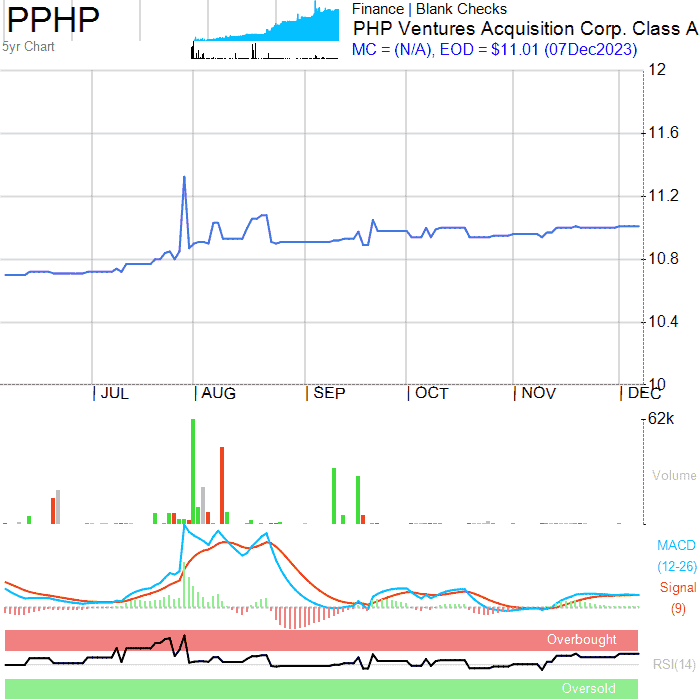 PPHP
5yr Chart
Finance | Blank Checks
PHP Ventures Acquisition Corp. Class A
MC = (N/A), EOD = $11.01 (07Dec2023)
12
11.6
11.2
10.8
10.4
10
JUL
AUG
SEP
OCT
NOV
DEC
62k
Volume
MACD
(12-26)
Signal
(9)
Overbought
RSI(14)
Oversold